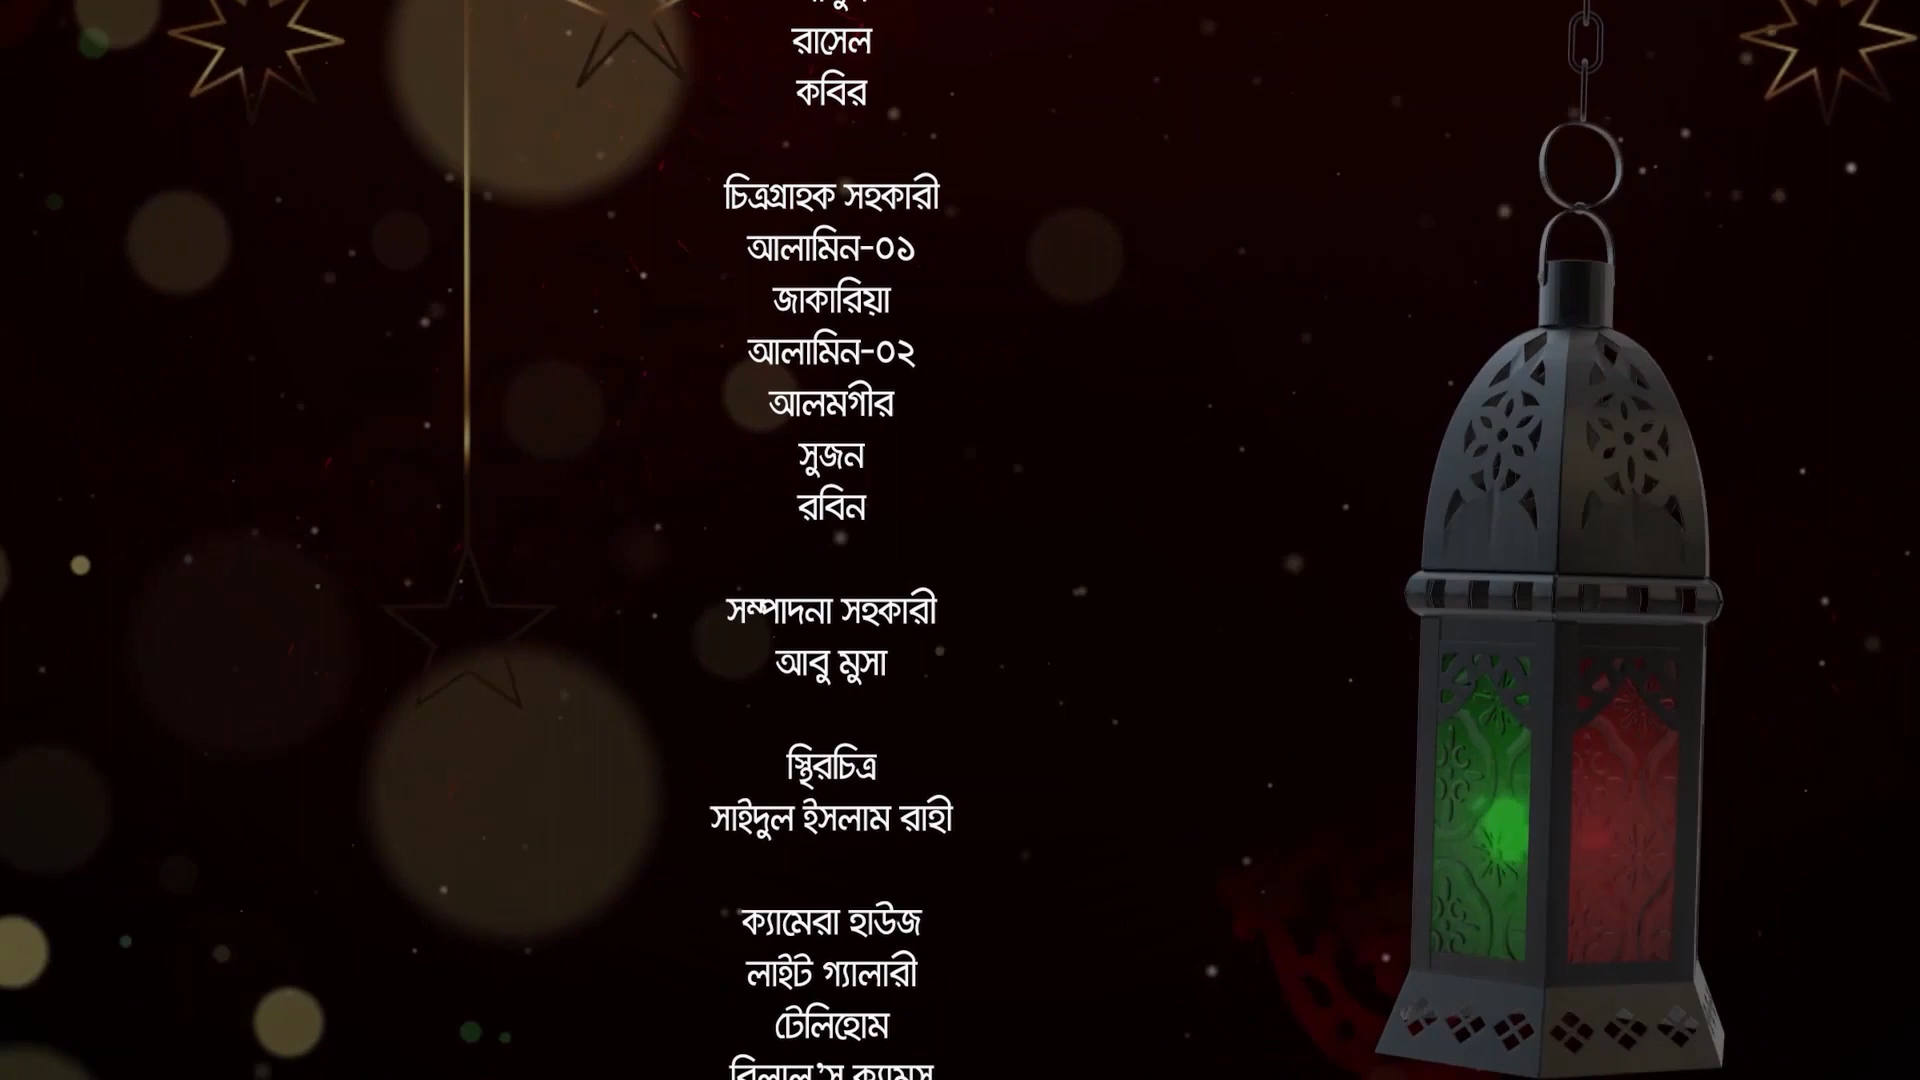 রাসেল
কবির
চিত্রগ্রাহক সহকারী
আলামিন-০১
জাকারিয়া
আলামিন-০২
আলমগীর
সুজন
রবিন
সম্পাদনা সহকারী
আবু মুসা
স্থিরচিত্র
সাইদুল ইসলাম রাহী
ক্যামেরা হাউজ
লাইট গ্যালারী
টেলিহোম